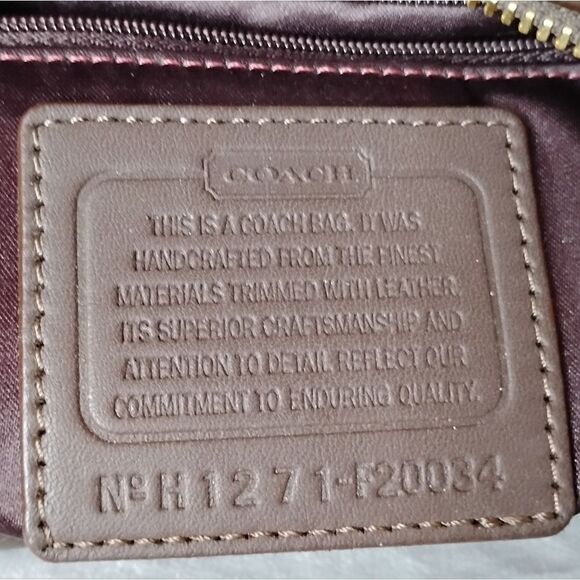 COACH
THIS IS A COACH BAG. IT WAS
HANDCRAFTED FROM THE FINEST
MATERIALS TRIMMED WITH LEATHER.
ITS SUPERIOR CRAFTSMANSHIP AND
ATTENTION TO DETAIL REFLECT OUR
COMMITMENT TO ENDURING QUALITY.
Nº H1271-F20034